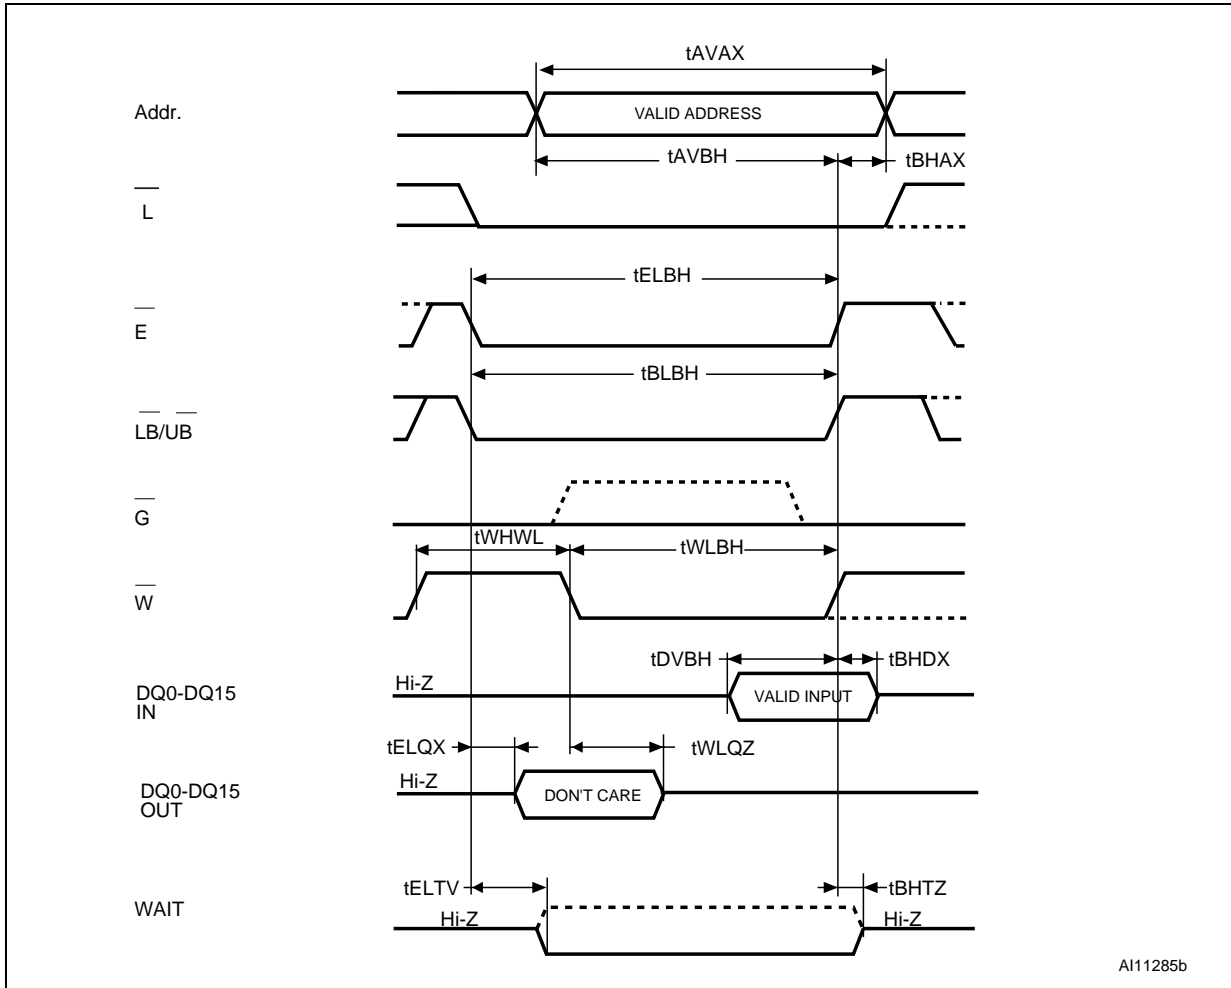 tAVAX
Addr.
VALID ADDRESS
tAVBH
tBHAX
L
tELBH
E
tBLBH
LB/UB
G
tWHWL
tWLBH
W
tDVBH
tBHDX
Hi-Z
VALID INPUT
DQ0-DQ15
IN
tELQX
tWLQZ
Hi-Z
DON'T CARE
DQ0-DQ15
OUT
tELTV
tBHTZ
WAIT
Hi-Z
Hi-Z
AI11285b